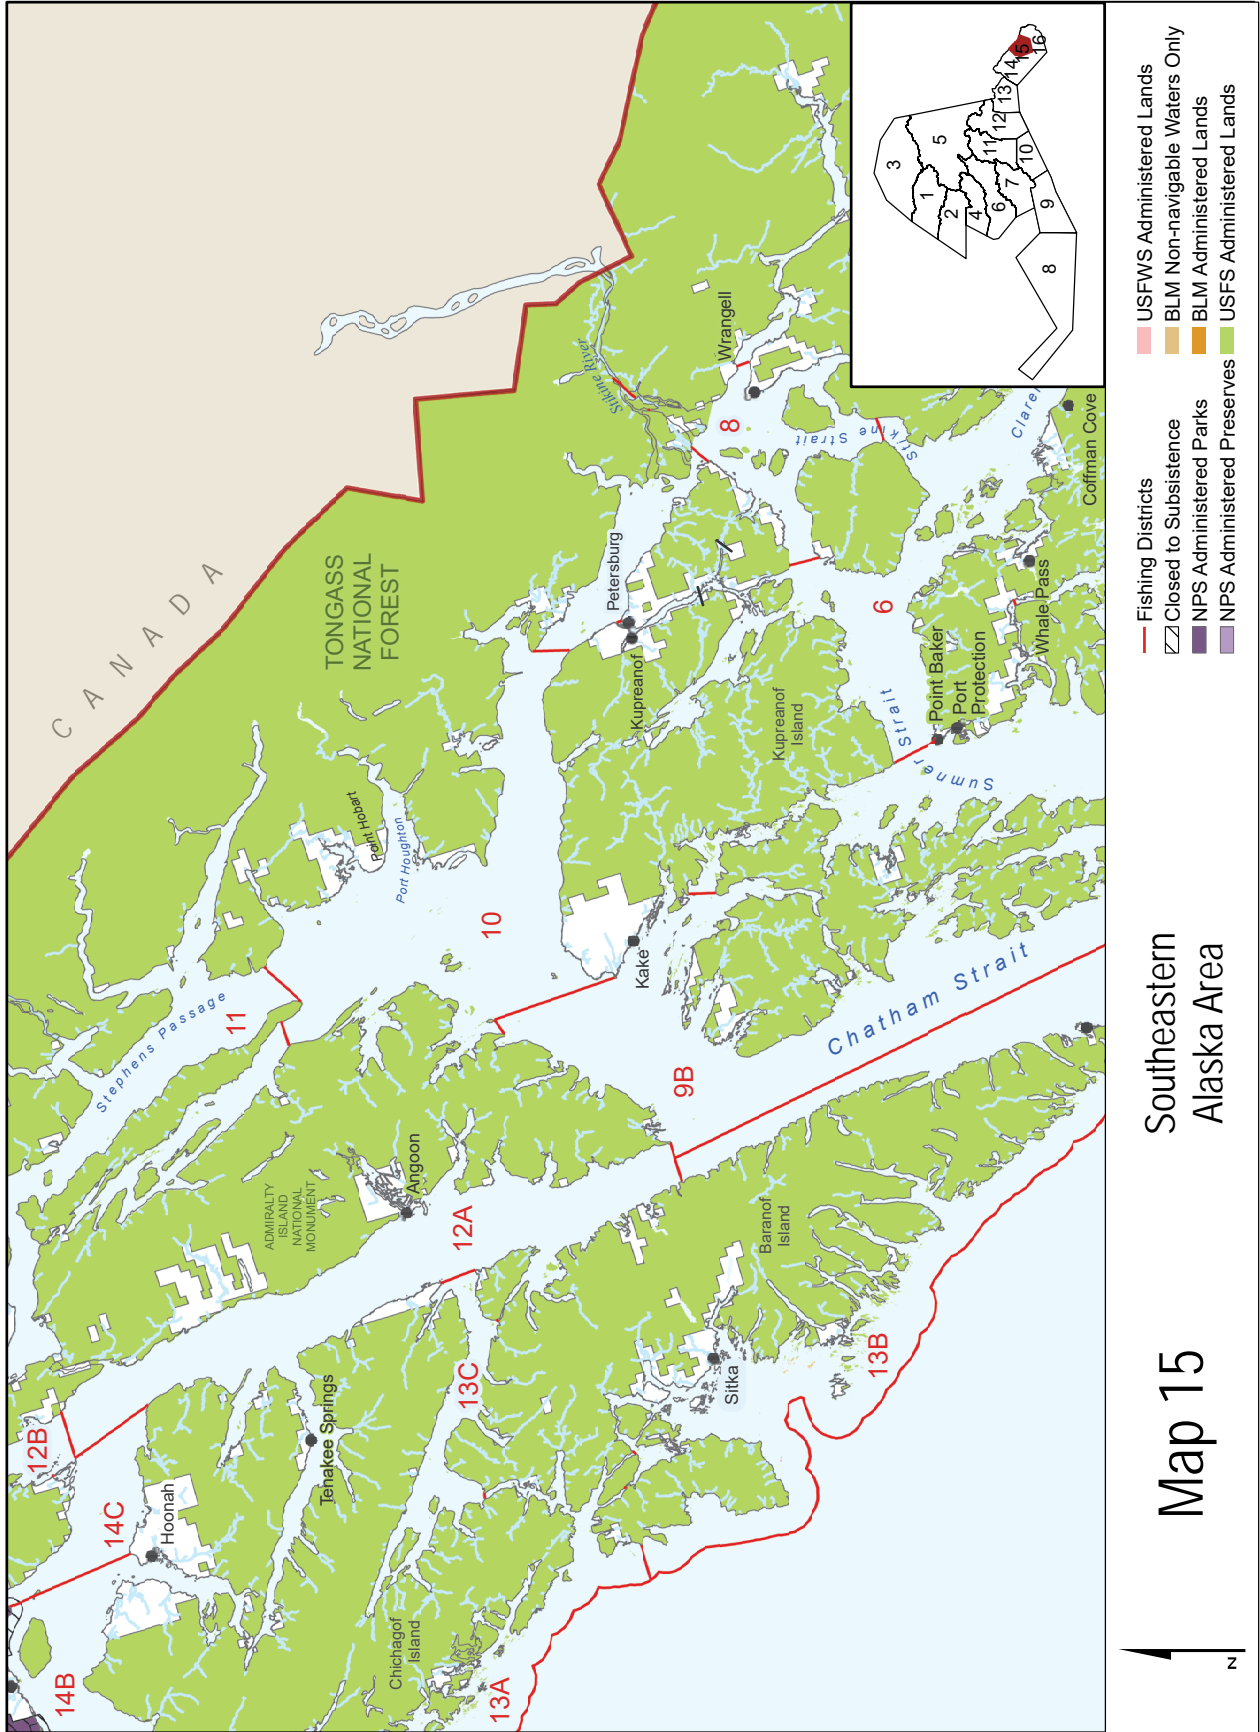 CANADA
TONGASS
NATIONAL
FOREST
Stikine River
Wrangell
8
Stikine Strait
Claren
Coffman Cove
Petersburg
Kupreanof
6
Whale Pass
Point Baker
Port
Protection
Sumner Strait
Kupreanof
Island
Point Hobart
Port Houghton
10
Kake
11
Stephens Passage
Chatham Strait
9B
ADMIRALTY
ISLAND
NATIONAL
MONUMENT
Angoon
12A
Baranof
Island
Sitka
13B
13C
12B
14C
Hoonah
Tenakee Springs
Chichagof
Island
14B
13A
1
2
3
4
5
6
7
8
9
10
11
12
13
14
15
16
Map 15
Southeastern
Alaska Area
Fishing Districts
Closed to Subsistence
NPS Administered Parks
NPS Administered Preserves
USFWS Administered Lands
BLM Non-navigable Waters Only
BLM Administered Lands
USFS Administered Lands
N